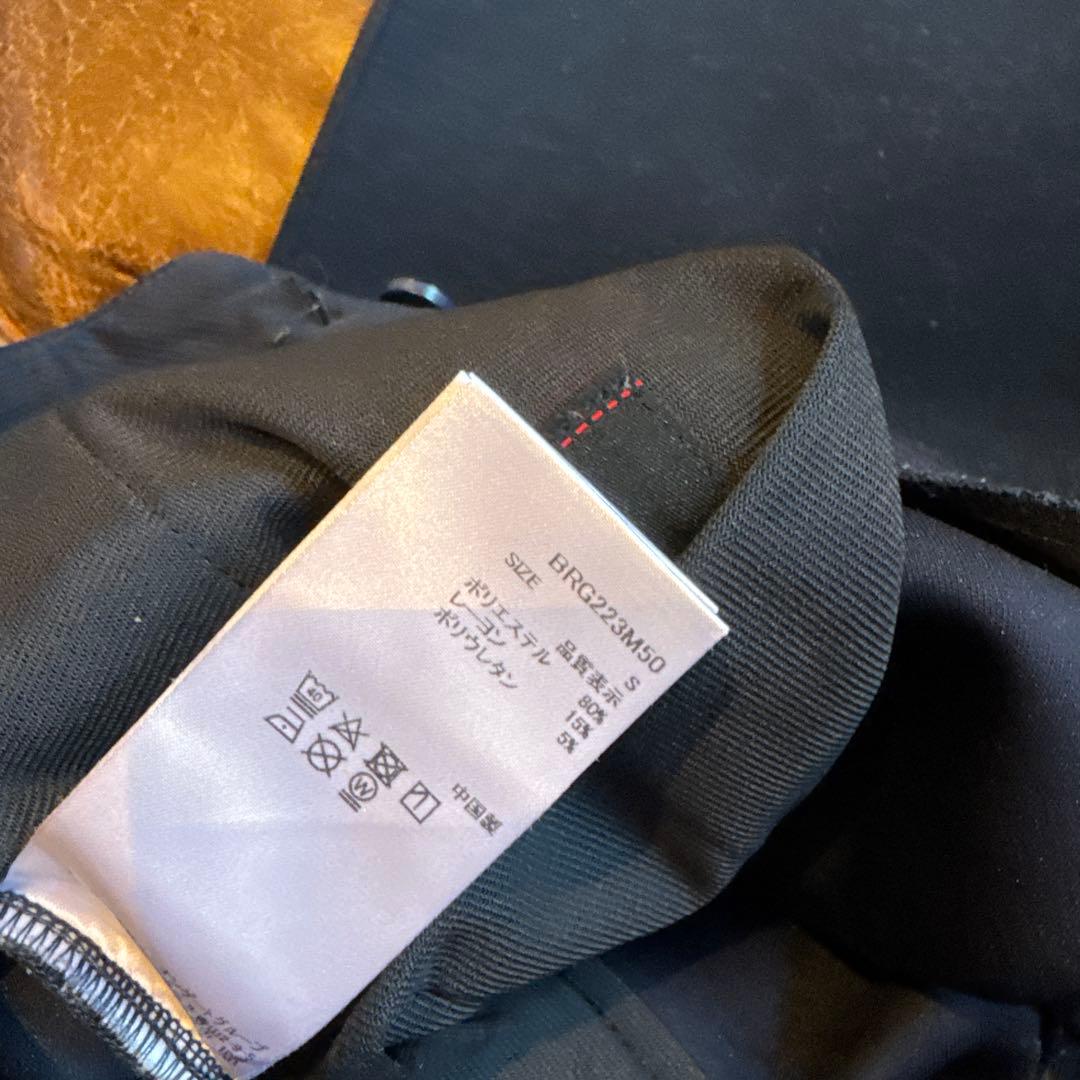 BRG223M50
SIZE S
品質表示
ポリエステル 80%
レーヨン 15%
ポリウレタン 5%
40
W
中国製